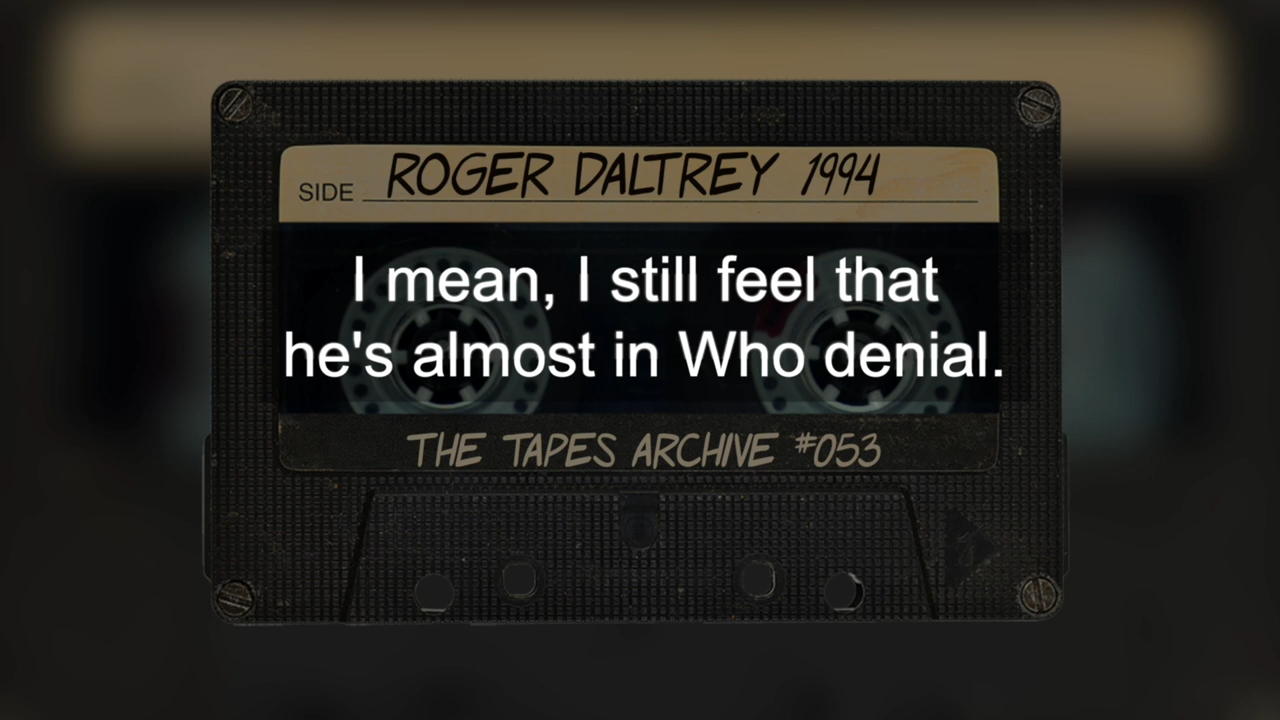 SIDE ROGER DALTREY 1994
I mean, I still feel that
he's almost in Who denial.
THE TAPES ARCHIVE #053